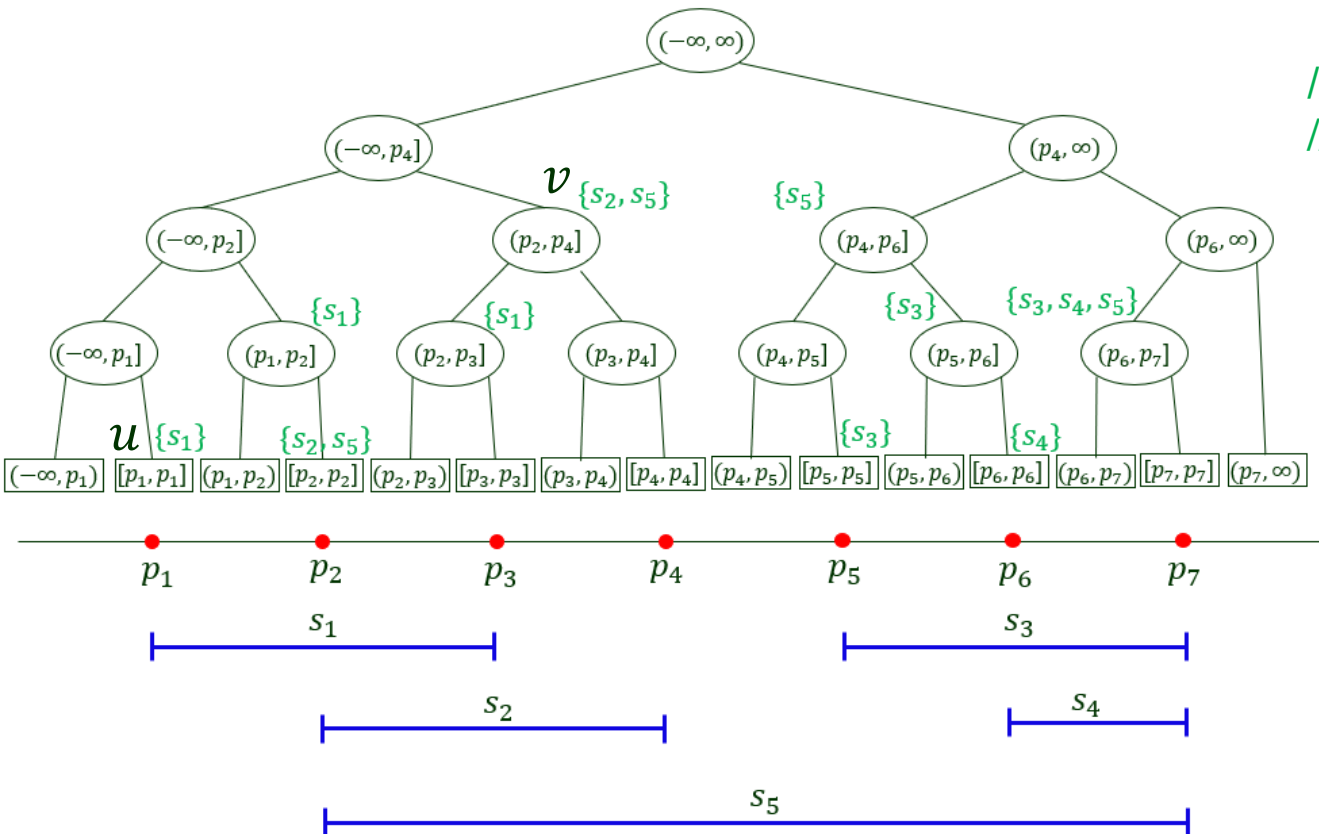 (−∞, ∞)
(−∞, p₄] (p₄, ∞)
v {s₂, s₅} {s₅}
(−∞, p₂] (p₂, p₄] (p₄, p₆] (p₆, ∞)
{s₁} {s₁} {s₃} {s₃, s₄, s₅}
(−∞, p₁] (p₁, p₂] (p₂, p₃] (p₃, p₄] (p₄, p₅] (p₅, p₆] (p₆, p₇]
u {s₁} {s₂, s₅} {s₃} {s₄}
(−∞, p₁) [p₁, p₁] (p₁, p₂) [p₂, p₂] (p₂, p₃) [p₃, p₃] (p₃, p₄) [p₄, p₄] (p₄, p₅) [p₅, p₅] (p₅, p₆) [p₆, p₆] (p₆, p₇) [p₇, p₇] (p₇, ∞)
p₁ p₂ p₃ p₄ p₅ p₆ p₇
s₁ s₃
s₂ s₄
s₅